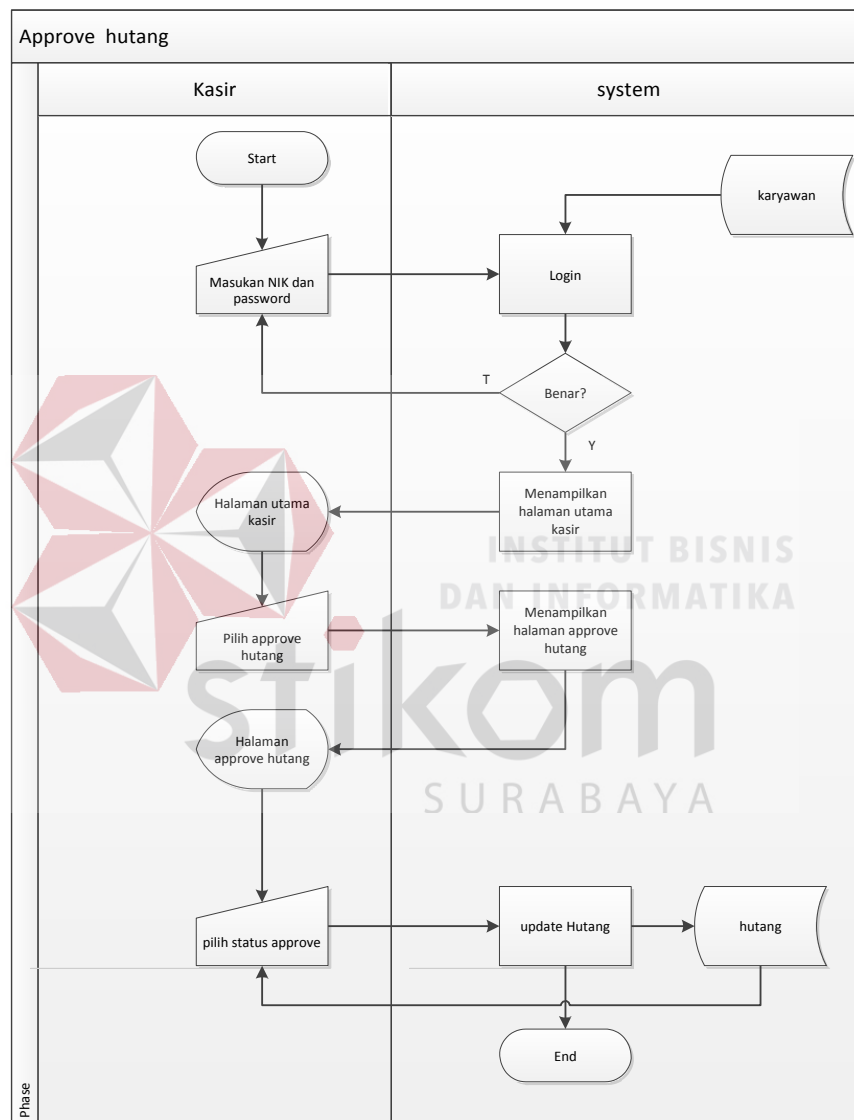 Approve hutang
Kasir
system
Start
karyawan
Masukan NIK dan
password
Login
Benar?
T
Y
Halaman utama
kasir
Menampilkan
halaman utama
kasir
INSTITUT BISNIS
DAN INFORMATIKA
Pilih approve
hutang
Menampilkan
halaman approve
hutang
stikom
Halaman
approve hutang
SURABAYA
pilih status approve
update Hutang
hutang
End
Phase